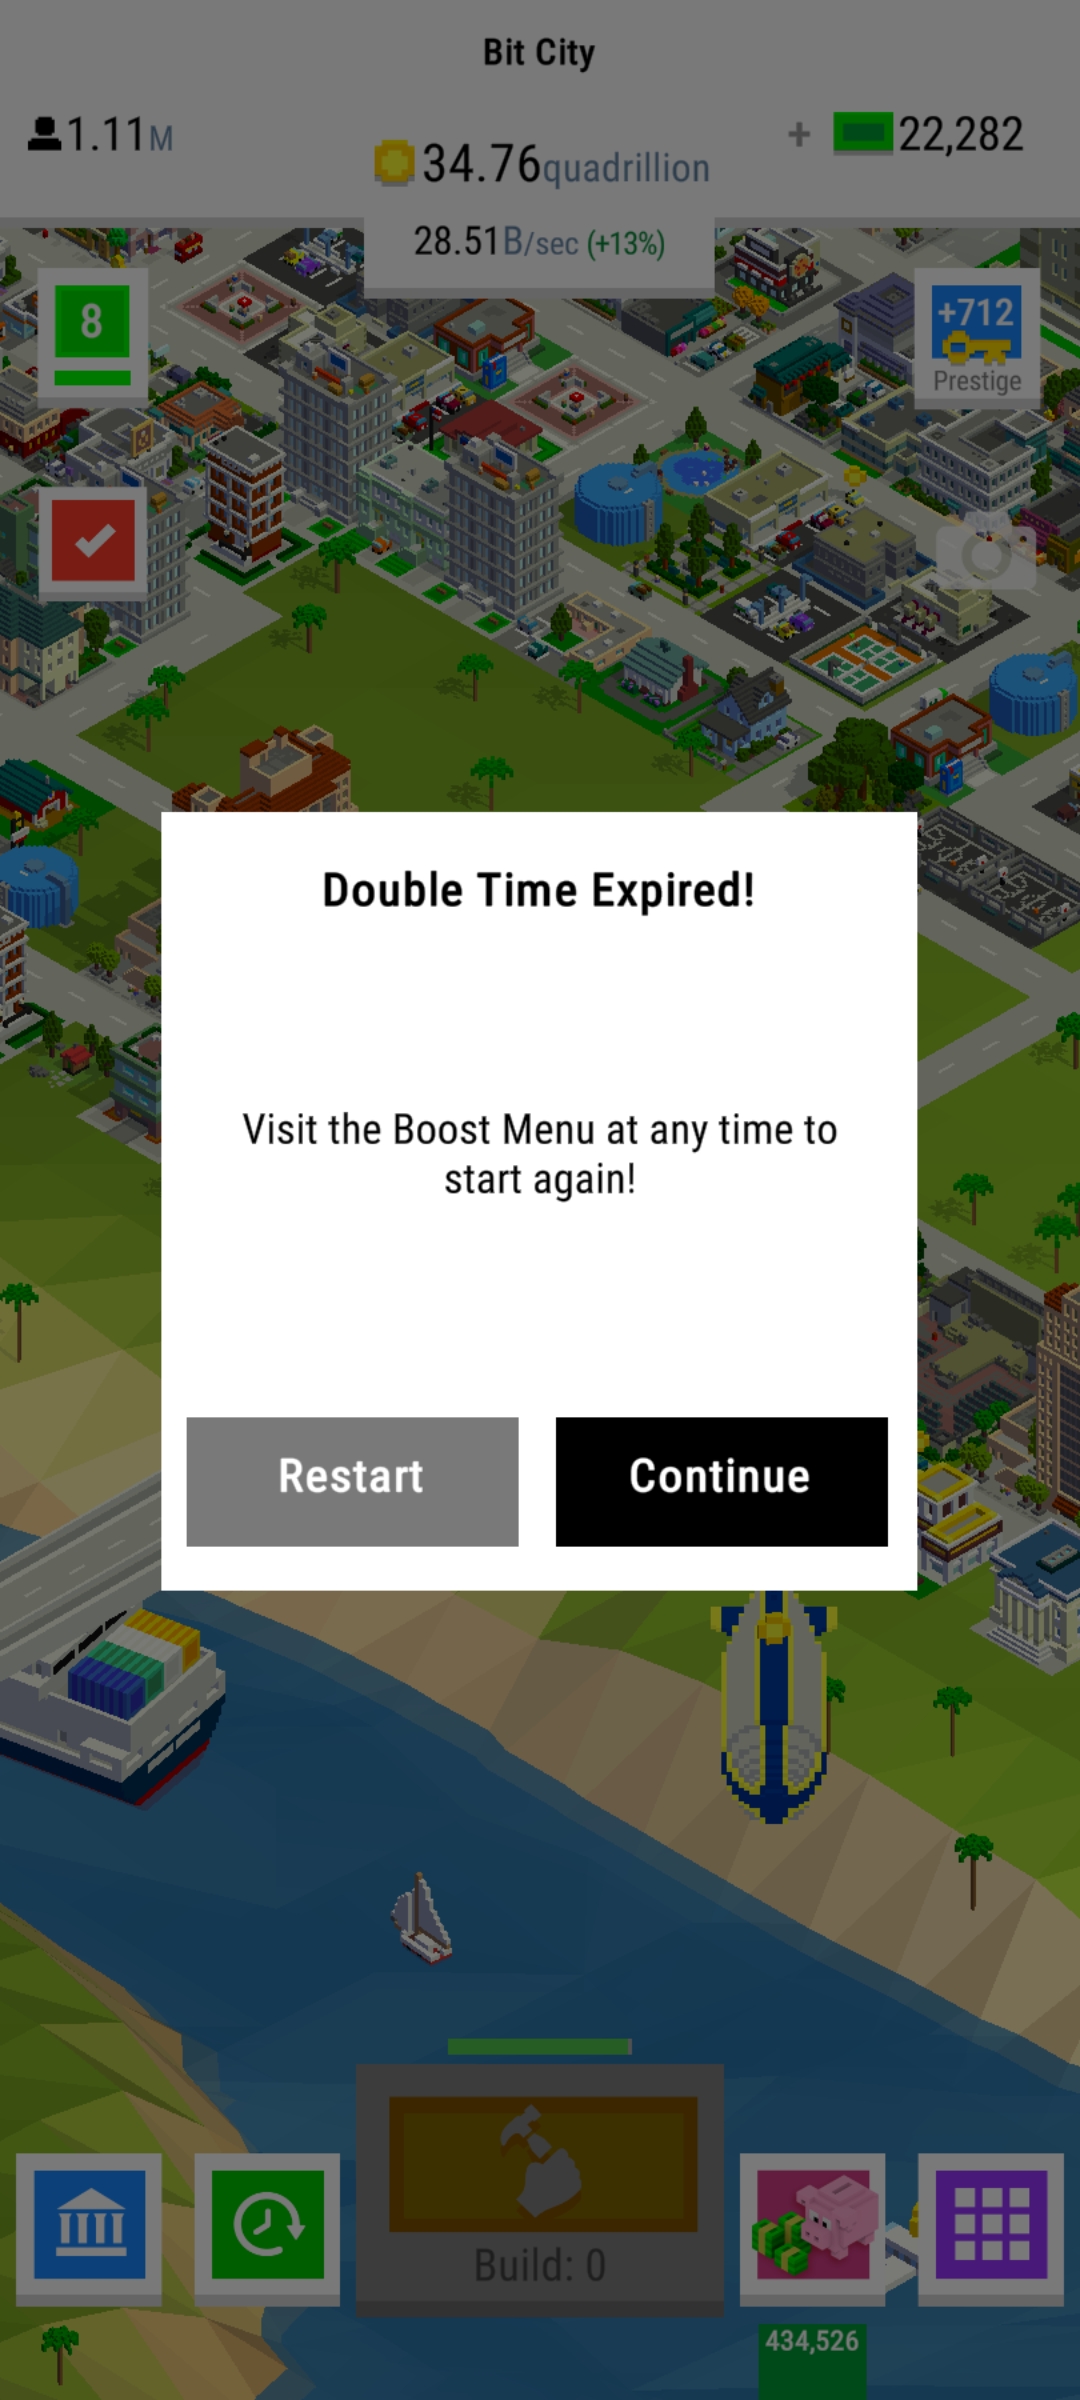 Bit City
1.11M
34.76quadrillion
+ 22,282
28.51B/sec (+13%)
8
+712
Prestige
Double Time Expired!
Visit the Boost Menu at any time to
start again!
Restart
Continue
Build: 0
434,526